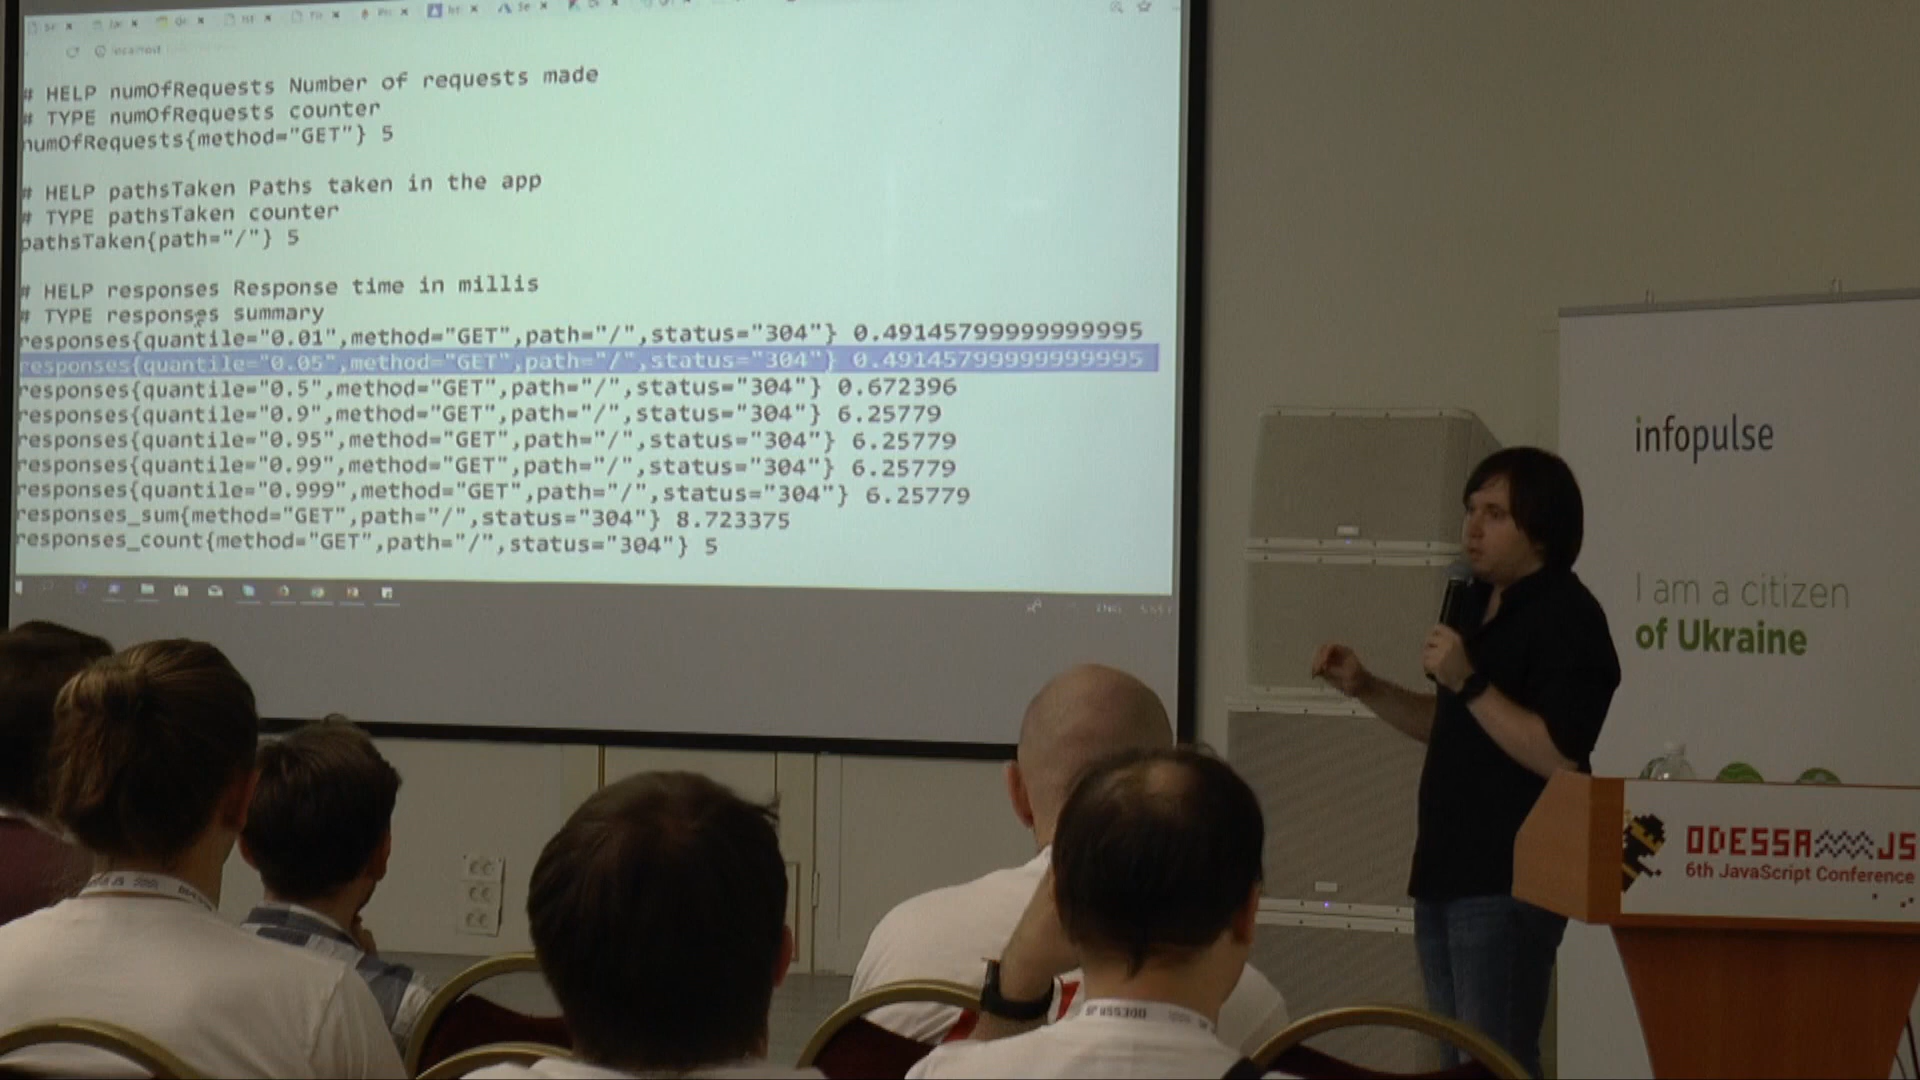 # HELP numOfRequests Number of requests made
# TYPE numOfRequests counter
numOfRequests{method="GET"} 5
# HELP pathsTaken Paths taken in the app
# TYPE pathsTaken counter
pathsTaken{path="/"} 5
# HELP responses Response time in millis
# TYPE responses summary
responses{quantile="0.01",method="GET",path="/",status="304"} 0.49145799999999995
responses{quantile="0.05",method="GET",path="/",status="304"} 0.49145799999999995
responses{quantile="0.5",method="GET",path="/",status="304"} 0.672396
responses{quantile="0.9",method="GET",path="/",status="304"} 6.25779
responses{quantile="0.95",method="GET",path="/",status="304"} 6.25779
responses{quantile="0.99",method="GET",path="/",status="304"} 6.25779
responses{quantile="0.999",method="GET",path="/",status="304"} 6.25779
responses_sum{method="GET",path="/",status="304"} 8.723375
responses_count{method="GET",path="/",status="304"} 5
ENG
infopulse
I am a citizen
of Ukraine
ODESSA JS
6th JavaScript Conference